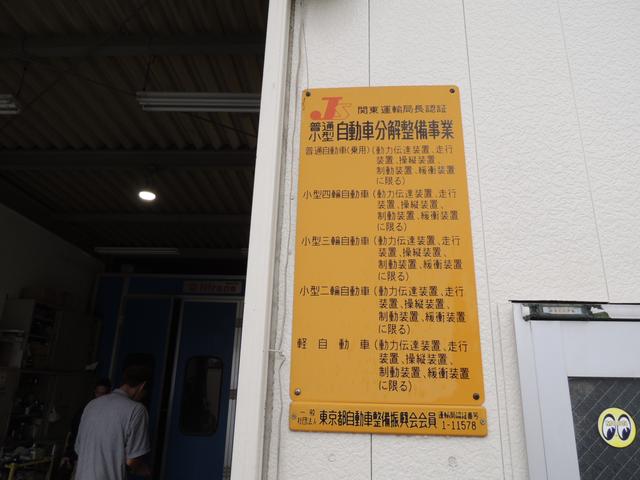 JS 関東運輸局長認証
普通
小型 自動車分解整備事業
普通自動車(乗用)(動力伝達装置、走行
装置、操縦装置、
制動装置、緩衝装置
に限る)
小型四輪自動車(動力伝達装置、走行
装置、操縦装置、
制動装置、緩衝装置
に限る)
小型三輪自動車(動力伝達装置、走行
装置、操縦装置、
制動装置、緩衝装置
に限る)
小型二輪自動車(動力伝達装置、走行
装置、操縦装置、
制動装置、緩衝装置
に限る)
軽自動車(動力伝達装置、走行
装置、操縦装置、
制動装置、緩衝装置
に限る)
一般
社団法人 東京都自動車整備振興会会員 運輸局認証番号
1-11578